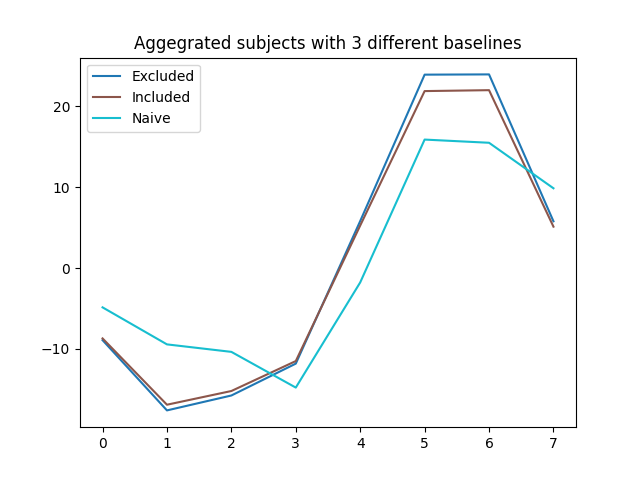 Aggegrated subjects with 3 different baselines
Excluded
Included
Naive
20
10
0
−10
0 1 2 3 4 5 6 7